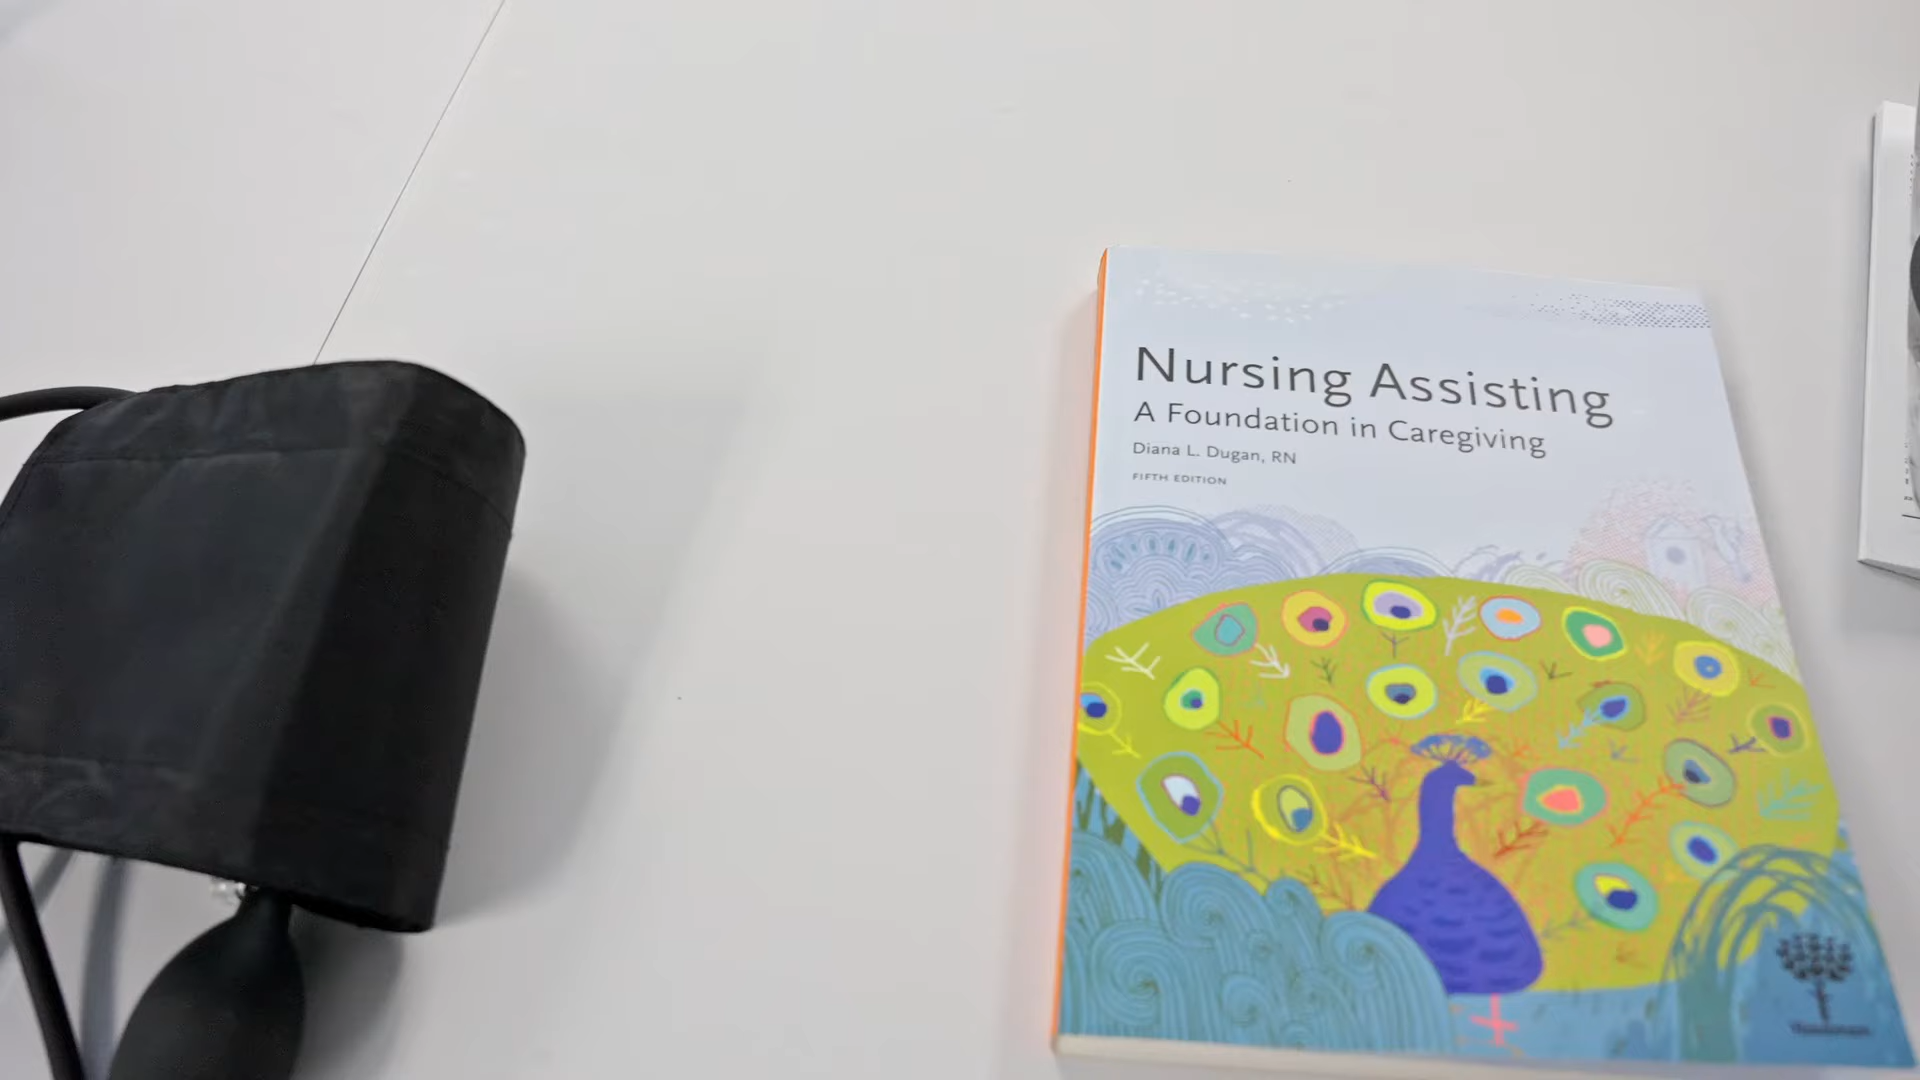 Nursing Assisting
A Foundation in Caregiving
Diana L. Dugan, RN
FIFTH EDITION